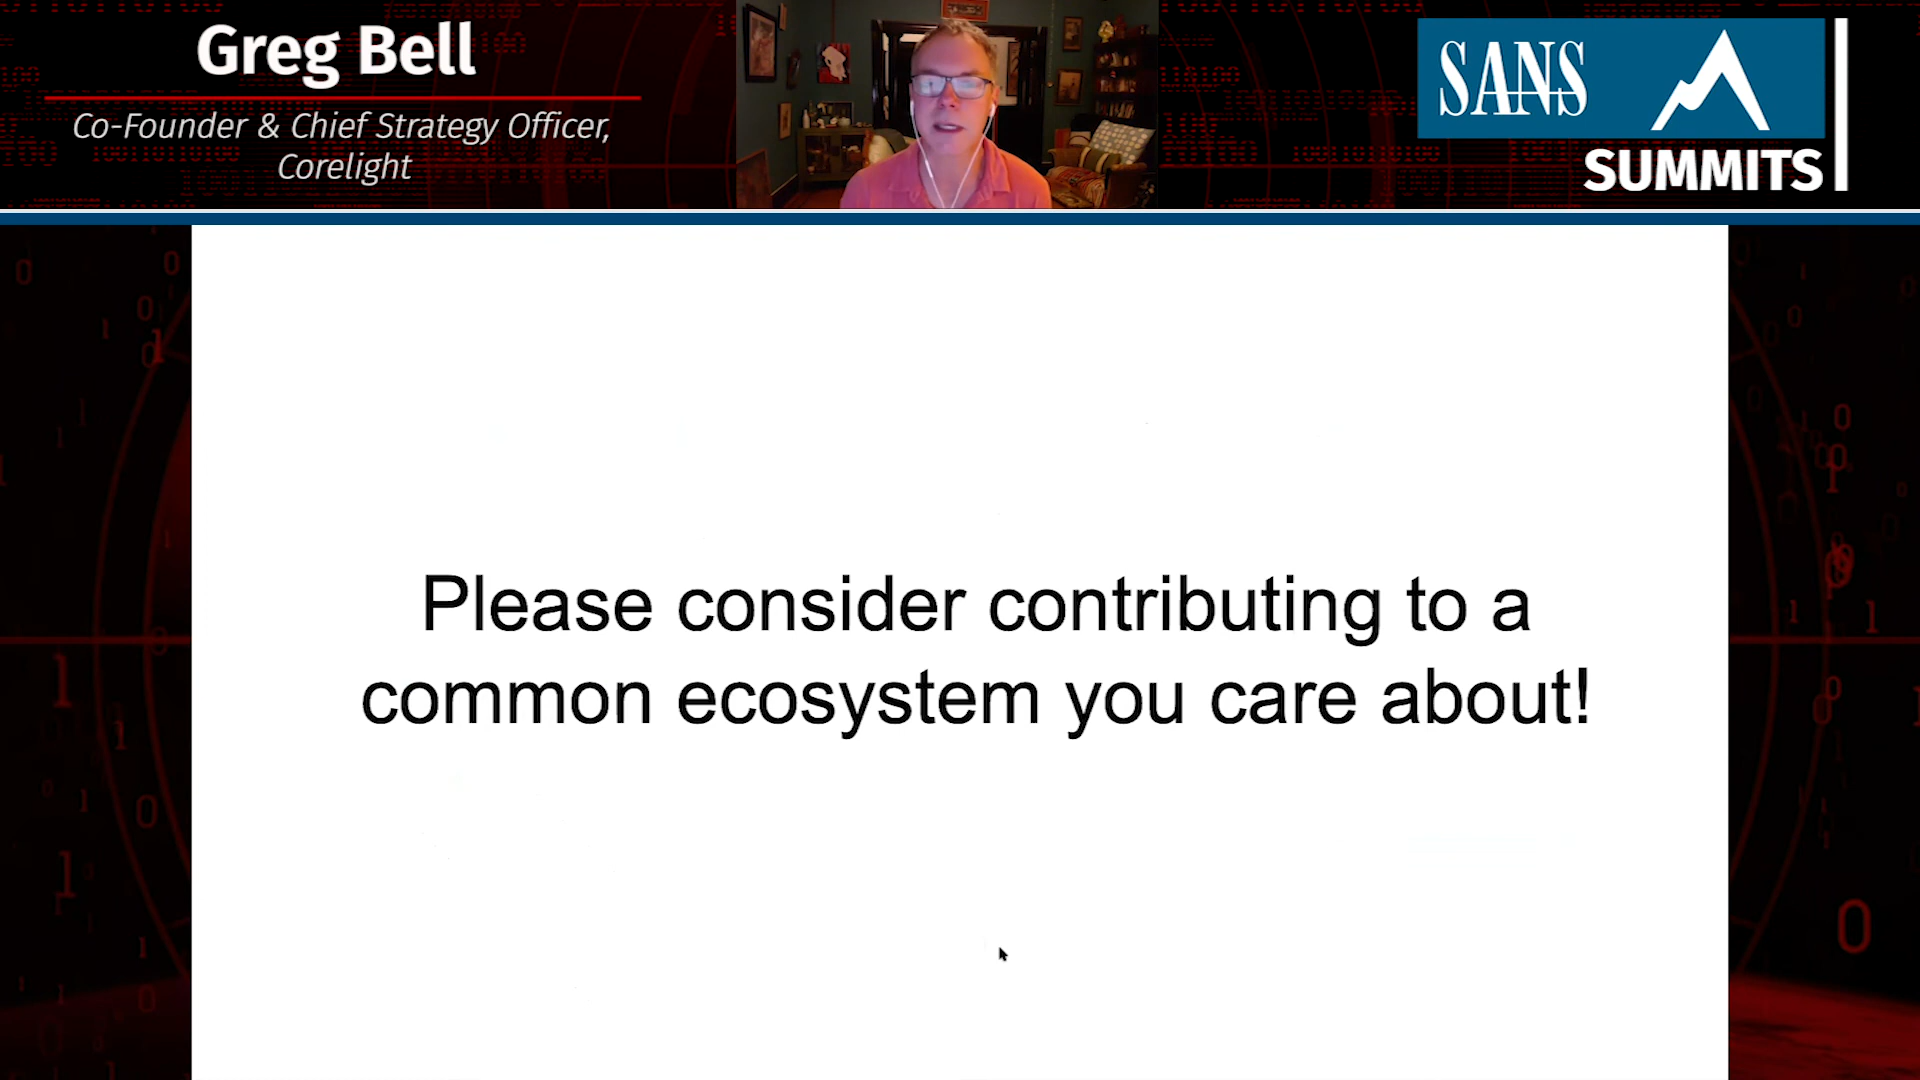 Greg Bell
Co-Founder & Chief Strategy Officer,
Corelight
SANS
SUMMITS
Please consider contributing to a
common ecosystem you care about!